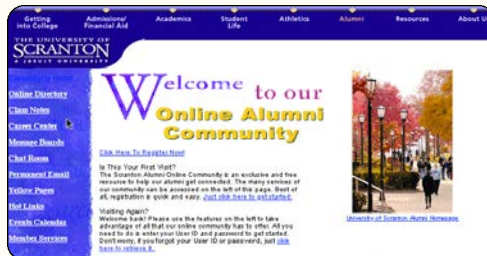 Getting into College
Admissions/ Financial Aid
Academics
Student Life
Athletics
Alumni
Resources
About U
THE UNIVERSITY OF
SCRANTON
A JESUIT UNIVERSITY
Online Directory
Class Notes
Career Center
Message Boards
Chat Room
Permanent Email
Yellow Pages
Hot Links
Events Calendar
Member Services
Welcome to our
Online Alumni
Community
Click Here To Register Now!
Is This Your First Visit?
The Scranton Alumni Online Community is an exclusive and free
resource to help our alumni get connected. The many services of
our community can be accessed on the left of this page. Best of
all, registration is quick and easy. Just click here to get started.
Visiting Again?
Welcome back! Please use the features on the left to take
advantage of all that our online community has to offer. All you
need to do is enter your User ID and password to get started.
Don't worry, if you forgot your User ID or password, just click
here to retrieve it.
University of Scranton Alumni Homepage